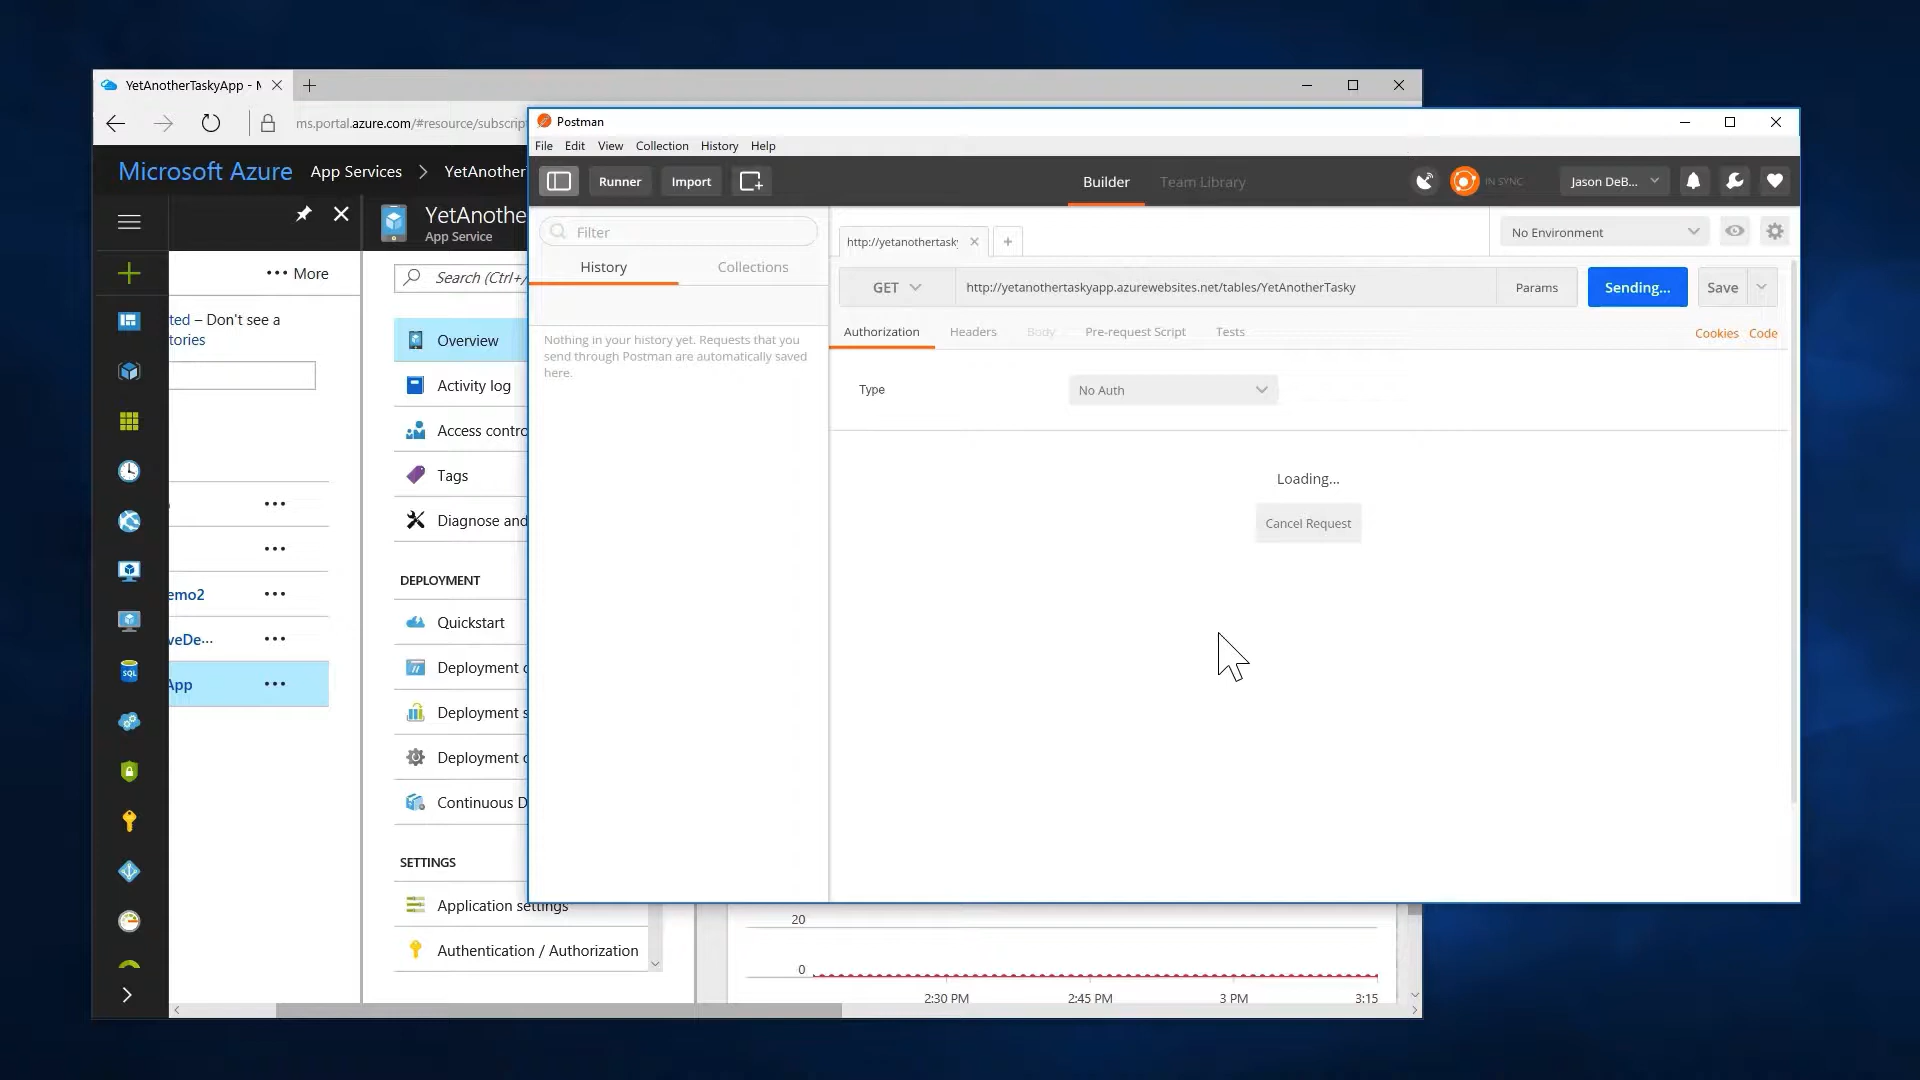 YetAnotherTaskyApp - M
ms.portal.azure.com/#resource/subscript
Microsoft Azure App Services > YetAnother
••• More
ted – Don't see a
tories
emo2
veDe...
App
YetAnothe
App Service
Search (Ctrl+/
Overview
Activity log
Access contro
Tags
Diagnose and
DEPLOYMENT
Quickstart
Deployment c
Deployment s
Deployment o
Continuous D
SETTINGS
Application settings
Authentication / Authorization
Postman
File Edit View Collection History Help
Runner Import Builder Team Library IN SYNC Jason DeB...
Filter
History Collections
Nothing in your history yet. Requests that you
send through Postman are automatically saved
here.
http://yetanothertasky
No Environment
GET http://yetanothertaskyapp.azurewebsites.net/tables/YetAnotherTasky Params Sending... Save
Authorization Headers Body Pre-request Script Tests Cookies Code
Type No Auth
Loading...
Cancel Request
20
0
2:30 PM 2:45 PM 3 PM 3:15
SQL